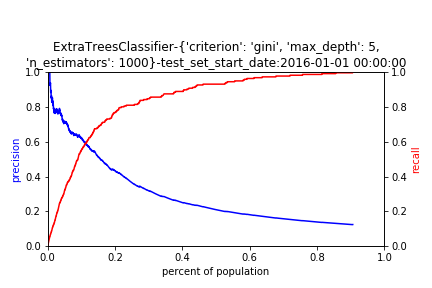 ExtraTreesClassifier-{'criterion': 'gini', 'max_depth': 5,
'n_estimators': 1000}-test_set_start_date:2016-01-01 00:00:00
1.0
0.8
0.6
0.4
0.2
0.0
precision
1.0
0.8
0.6
0.4
0.2
0.0
recall
0.0 0.2 0.4 0.6 0.8 1.0
percent of population